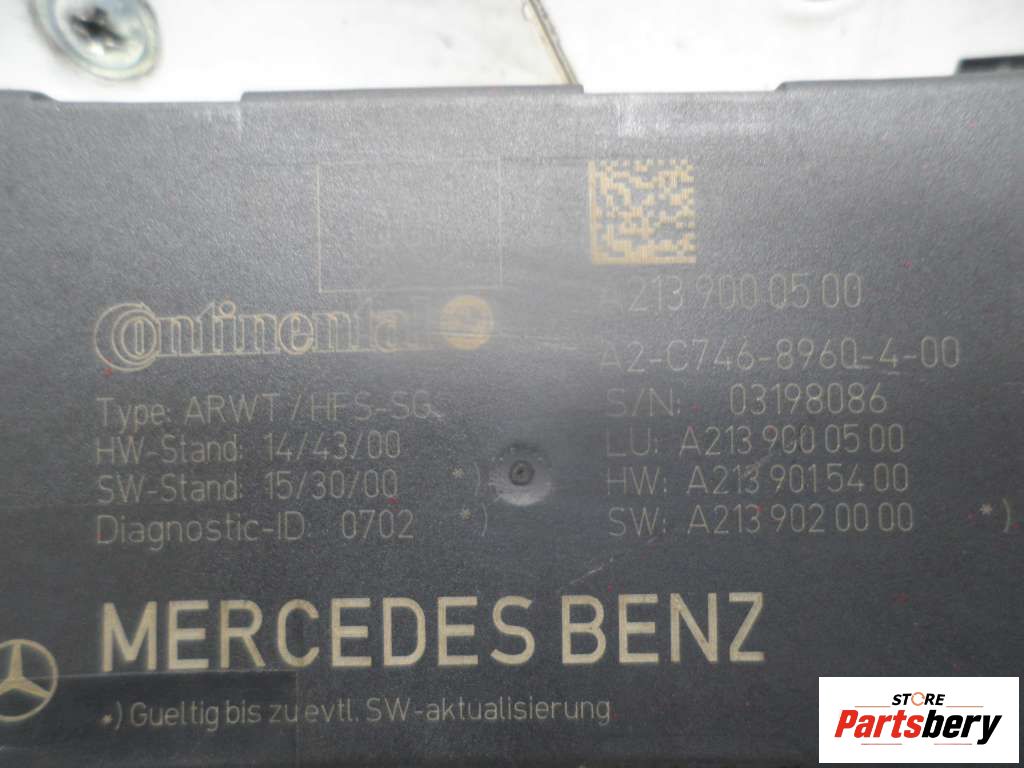 A213 900 05 00
Continental
A2-C746-8960-4-00
Type: ARWT/HFS-SG
S/N: 03198086
HW-Stand: 14/43/00
LU: A213 900 05 00
SW-Stand: 15/30/00 *)
HW: A213 901 54 00
Diagnostic-ID: 0702 *)
SW: A213 902 00 00 *)
MERCEDES BENZ
*) Gueltig bis zu evtl. SW-aktualisierung
STORE
Partsbery